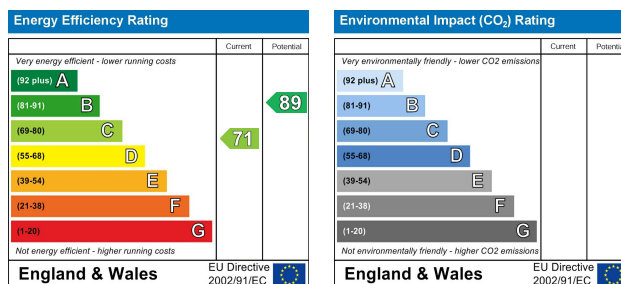 Energy Efficiency Rating
Current Potential
Very energy efficient - lower running costs
(92 plus) A
(81-91) B
89
(69-80) C
71
(55-68) D
(39-54) E
(21-38) F
(1-20) G
Not energy efficient - higher running costs
England & Wales
EU Directive
2002/91/EC
Environmental Impact (CO2) Rating
Current Potential
Very environmentally friendly - lower CO2 emissions
(92 plus) A
(81-91) B
(69-80) C
(55-68) D
(39-54) E
(21-38) F
(1-20) G
Not environmentally friendly - higher CO2 emissions
England & Wales
EU Directive
2002/91/EC